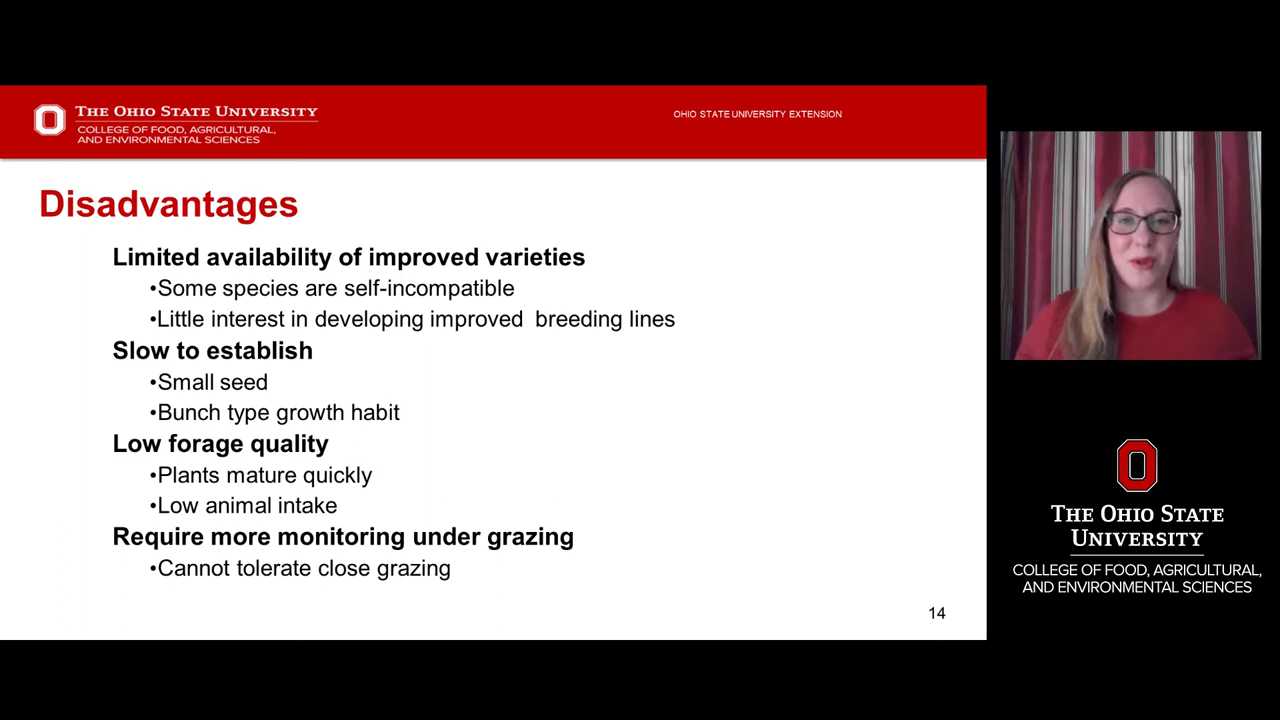 THE OHIO STATE UNIVERSITY
COLLEGE OF FOOD, AGRICULTURAL,
AND ENVIRONMENTAL SCIENCES
OHIO STATE UNIVERSITY EXTENSION
Disadvantages
Limited availability of improved varieties
•Some species are self-incompatible
•Little interest in developing improved  breeding lines
Slow to establish
•Small seed
•Bunch type growth habit
Low forage quality
•Plants mature quickly
•Low animal intake
Require more monitoring under grazing
•Cannot tolerate close grazing
14
THE OHIO STATE
UNIVERSITY
COLLEGE OF FOOD, AGRICULTURAL,
AND ENVIRONMENTAL SCIENCES